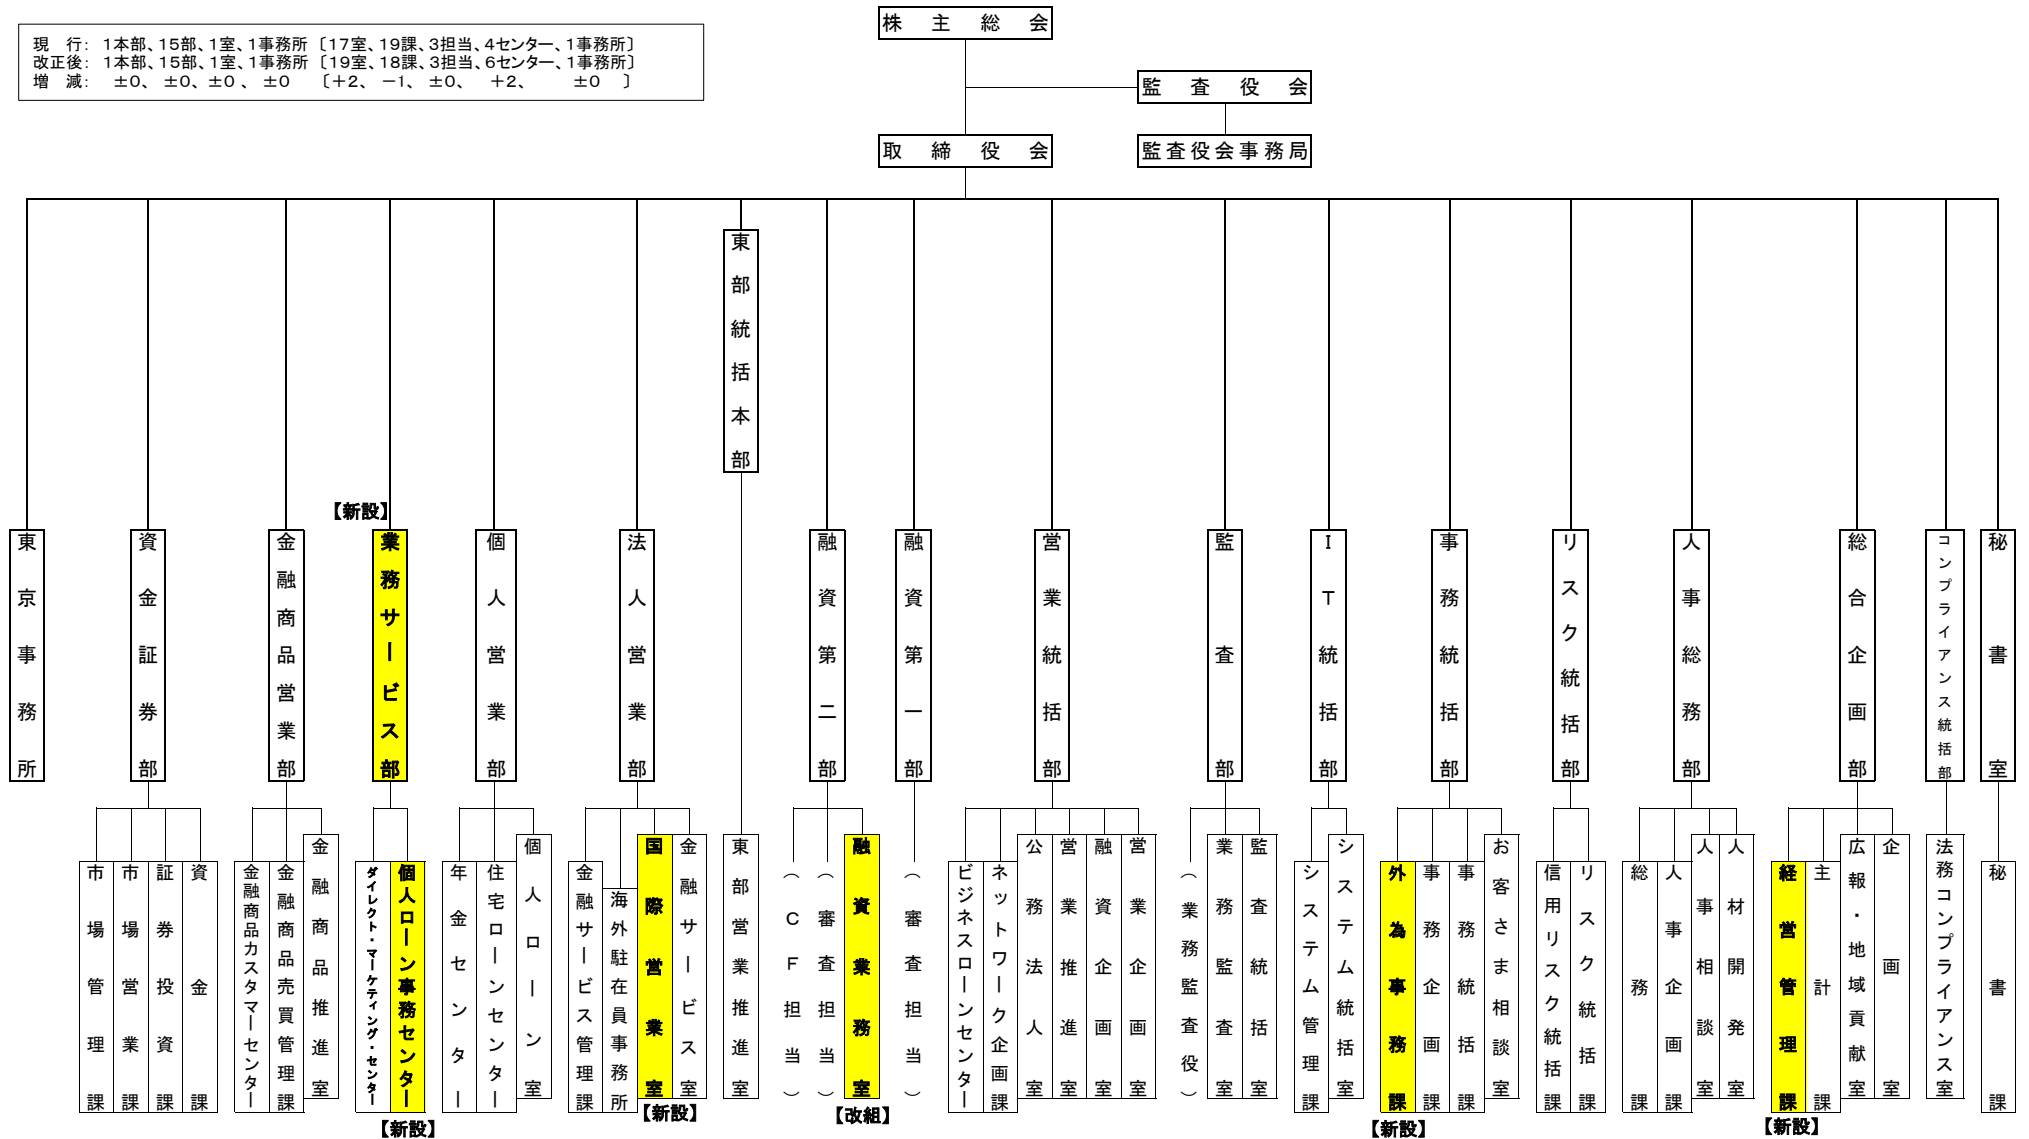 現　行： 1本部、15部、1室、1事務所 〔17室、19課、3担当、4センター、1事務所〕
改正後： 1本部、15部、1室、1事務所 〔19室、18課、3担当、6センター、1事務所〕
増　減： ±0、 ±0、±0 、 ±0 〔＋2、 －1、 ±0、 ＋2、 ±0 〕
株主総会
監査役会
取締役会
監査役会事務局
東部統括本部
【新設】
東京事務所
資金証券部
金融商品営業部
業務サービス部
個人営業部
法人営業部
融資第二部
融資第一部
営業統括部
監査部
IT統括部
事務統括部
リスク統括部
人事総務部
総合企画部
コンプライアンス統括部
秘書室
市場管理課
市場営業課
証券投資課
資金課
金融商品カスタマーセンター
金融商品売買管理課
金融商品推進室
ダイレクト・マーケティング・センター
個人ローン事務センター
年金センター
住宅ローンセンター
個人ローン室
金融サービス管理課
海外駐在員事務所
国際営業室
金融サービス室
東部営業推進室
（CF担当）
（審査担当）
融資業務室
（審査担当）
ビジネスローンセンター
ネットワーク企画課
公務法人室
営業推進室
融資企画室
営業企画室
（業務監査役）
業務監査室
監査統括室
システム管理課
システム統括室
外為事務課
事務企画課
事務統括課
お客さま相談室
信用リスク統括課
リスク統括課
総務課
人事企画課
人事相談室
人材開発室
経営管理課
主計課
広報・地域貢献室
企画室
法務コンプライアンス室
秘書課
【新設】
【新設】
【改組】
【新設】
【新設】